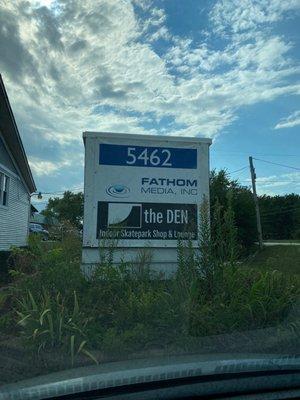 5462
FATHOM
MEDIA, INC
the DEN
Indoor Skatepark Shop & Lounge